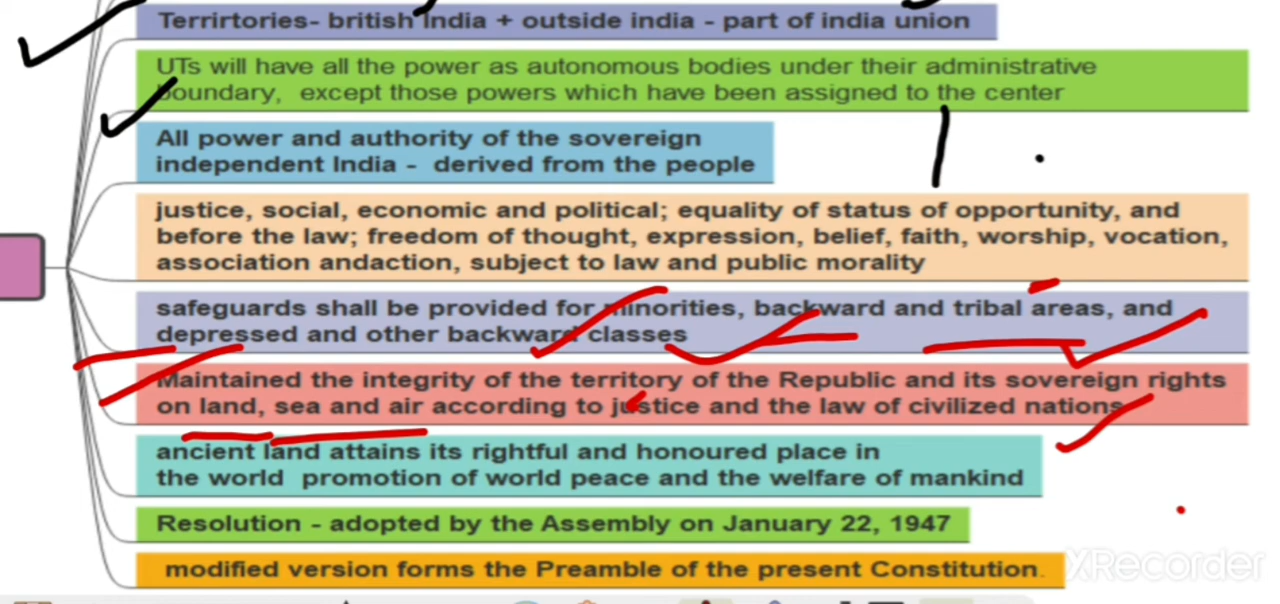 Terrirtories- british India + outside india - part of india union
UTs will have all the power as autonomous bodies under their administrative
boundary, except those powers which have been assigned to the center
All power and authority of the sovereign
independent India - derived from the people
justice, social, economic and political; equality of status of opportunity, and
before the law; freedom of thought, expression, belief, faith, worship, vocation,
association andaction, subject to law and public morality
safeguards shall be provided for minorities, backward and tribal areas, and
depressed and other backward classes
Maintained the integrity of the territory of the Republic and its sovereign rights
on land, sea and air according to justice and the law of civilized nations
ancient land attains its rightful and honoured place in
the world promotion of world peace and the welfare of mankind
Resolution - adopted by the Assembly on January 22, 1947
modified version forms the Preamble of the present Constitution.
XRecorder